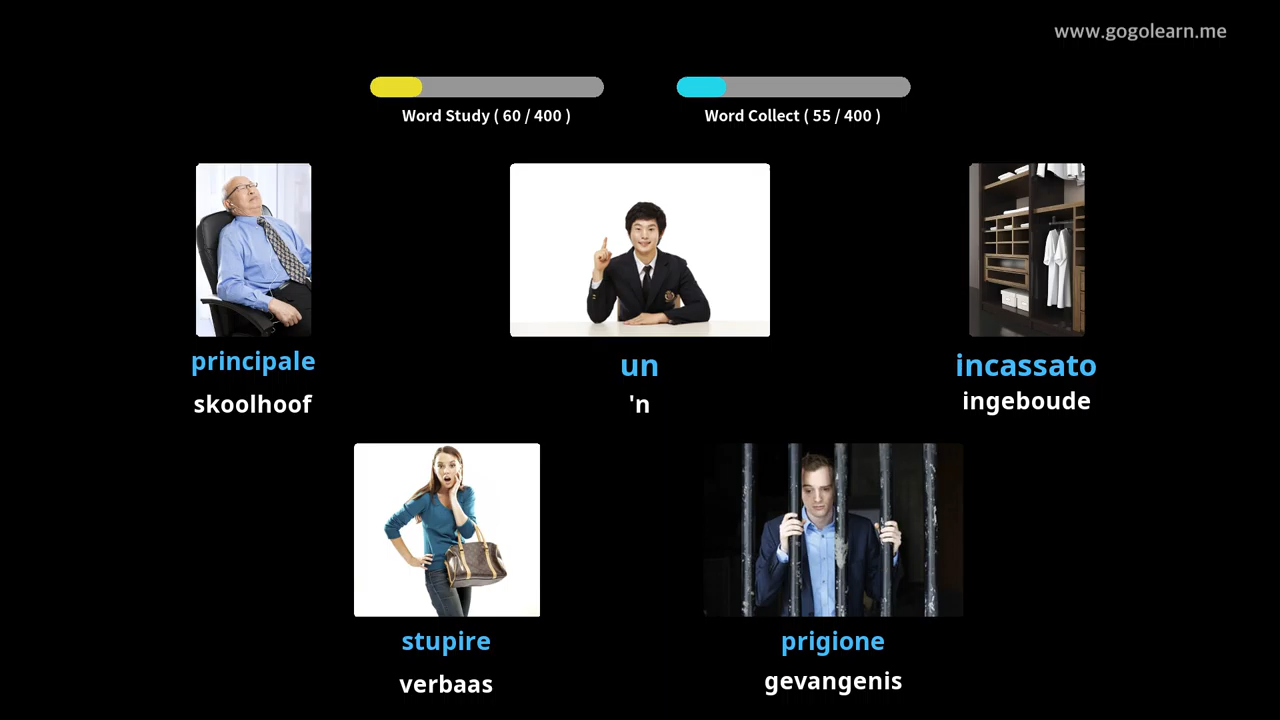 www.gogolearn.me
Word Study ( 60 / 400 )
Word Collect ( 55 / 400 )
principale
skoolhoof
un
'n
incassato
ingeboude
stupire
verbaas
prigione
gevangenis